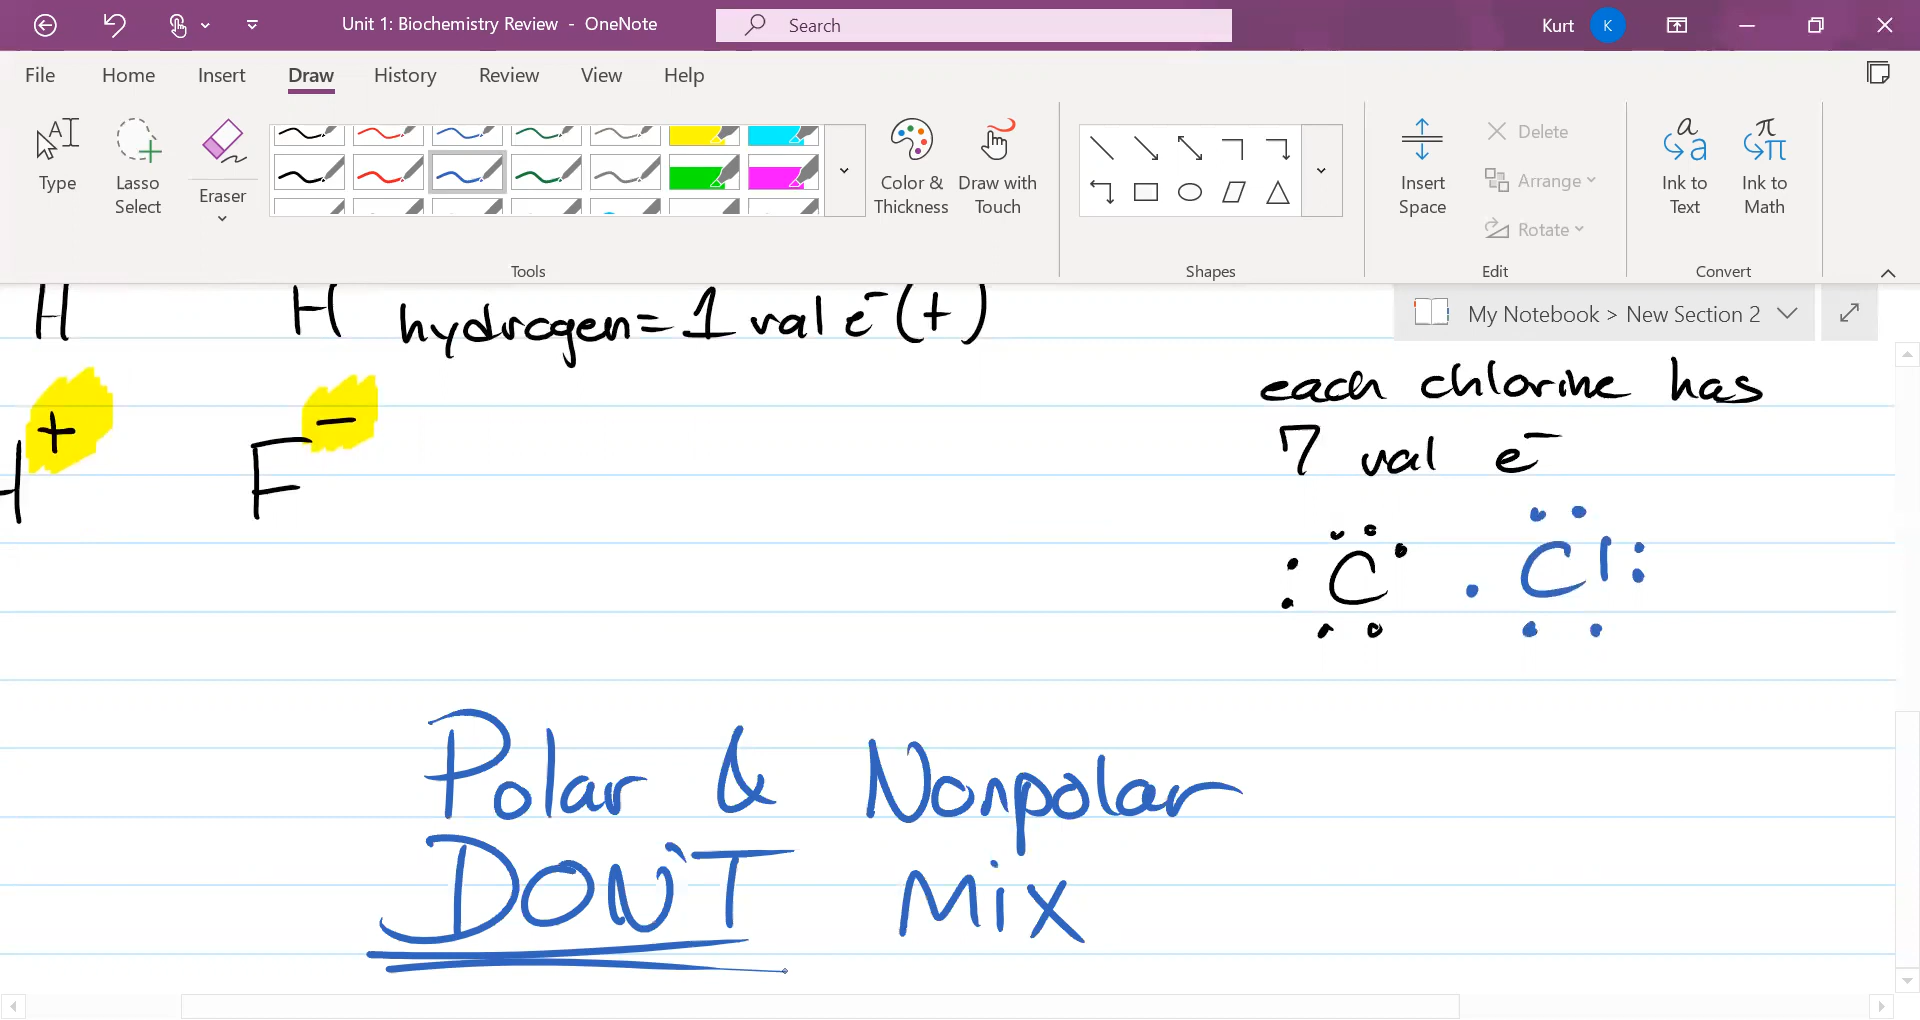 Unit 1: Biochemistry Review - OneNote
Search
Kurt
K
File Home Insert Draw History Review View Help
Type
Lasso Select
Eraser
Color & Thickness
Draw with Touch
Insert Space
Delete
Arrange
Rotate
Ink to Text
Ink to Math
Tools
Shapes
Edit
Convert
My Notebook > New Section 2
H H hydrogen = 1 val e⁻ (+)
H⁺ F⁻
each chlorine has
7 val e⁻
C Cl
Polar & Nonpolar
DON'T Mix